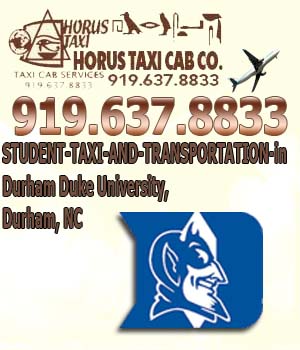 HORUS
TAXI
TAXI CAB SERVICES
919.637.8833
HORUS TAXI CAB CO.
919.637.8833
919.637.8833
STUDENT-TAXI-AND-TRANSPORTATION-in
Durham Duke University,
Durham, NC